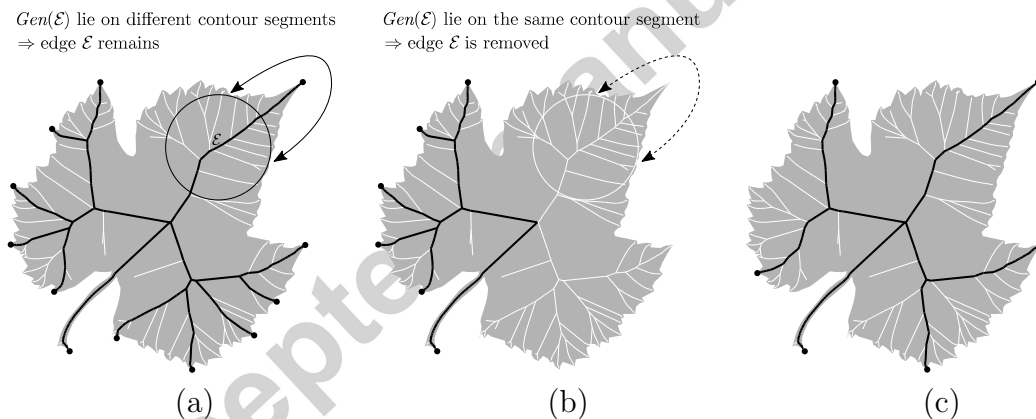 Gen(ℰ) lie on different contour segments
⇒ edge ℰ remains
Gen(ℰ) lie on the same contour segment
⇒ edge ℰ is removed
ℰ
(a)
(b)
(c)